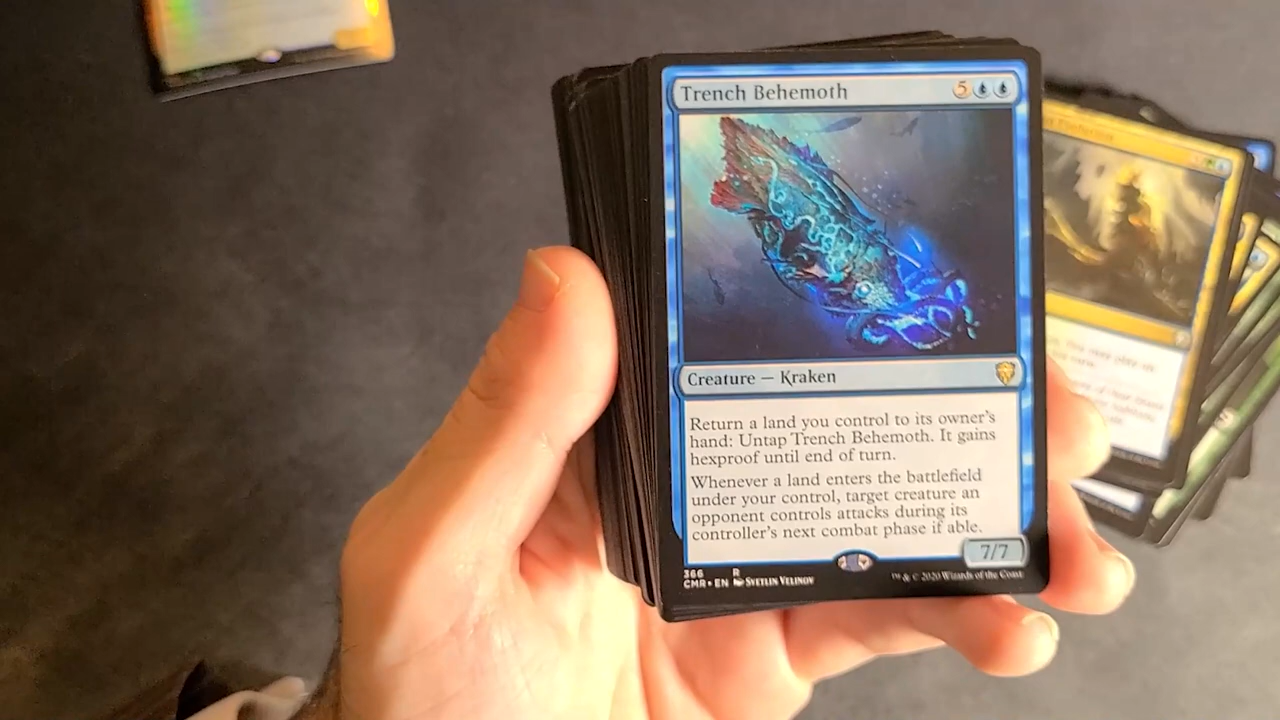 Trench Behemoth
5
Creature — Kraken
Return a land you control to its owner's
hand: Untap Trench Behemoth. It gains
hexproof until end of turn.
Whenever a land enters the battlefield
under your control, target creature an
opponent controls attacks during its
controller's next combat phase if able.
7/7
366 R
CMR • EN Svetlin Velinov
™ & © 2020 Wizards of the Coast